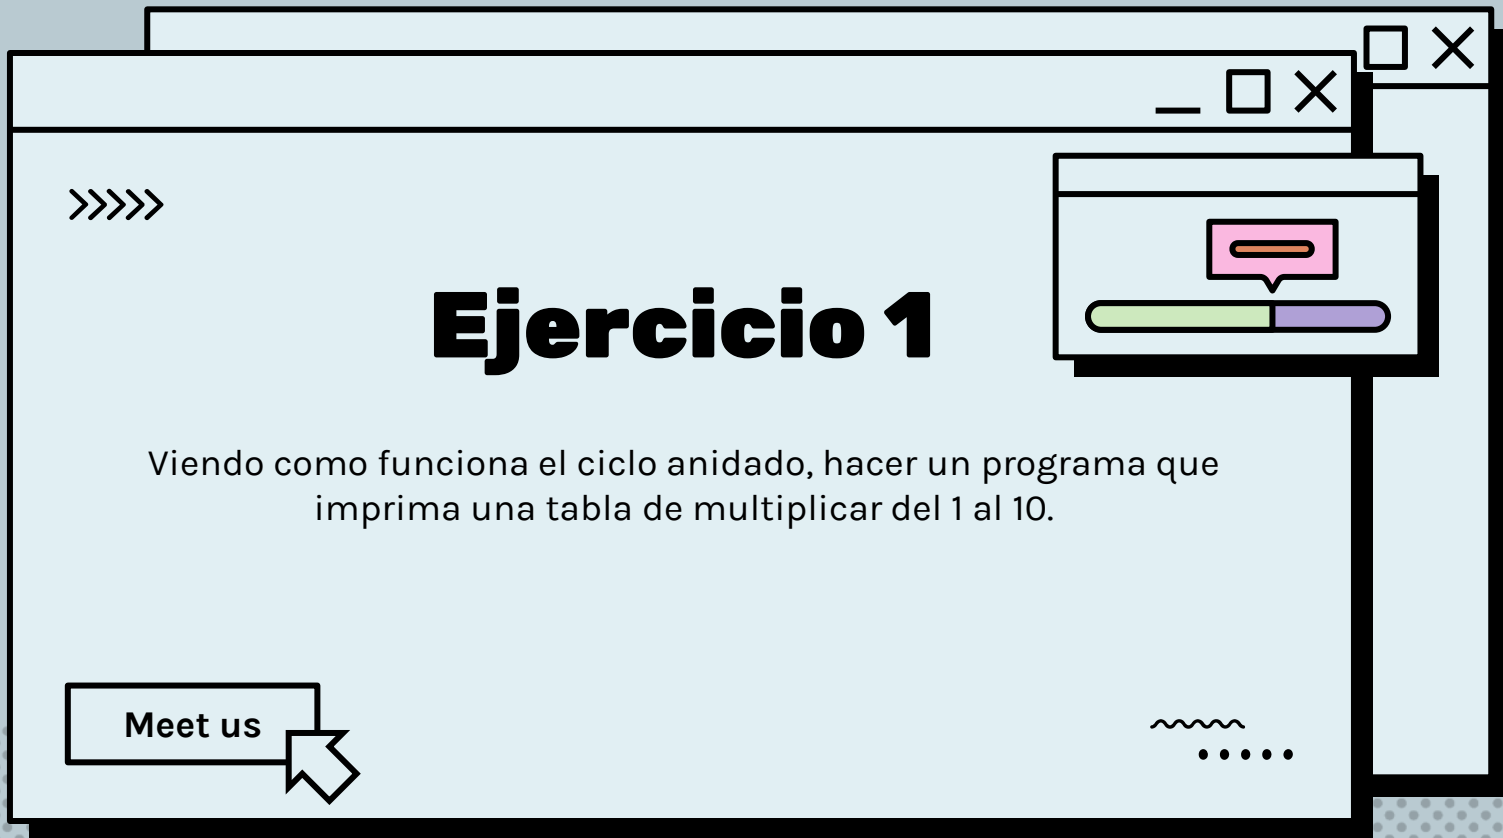 Ejercicio 1
Viendo como funciona el ciclo anidado, hacer un programa que
imprima una tabla de multiplicar del 1 al 10.
Meet us